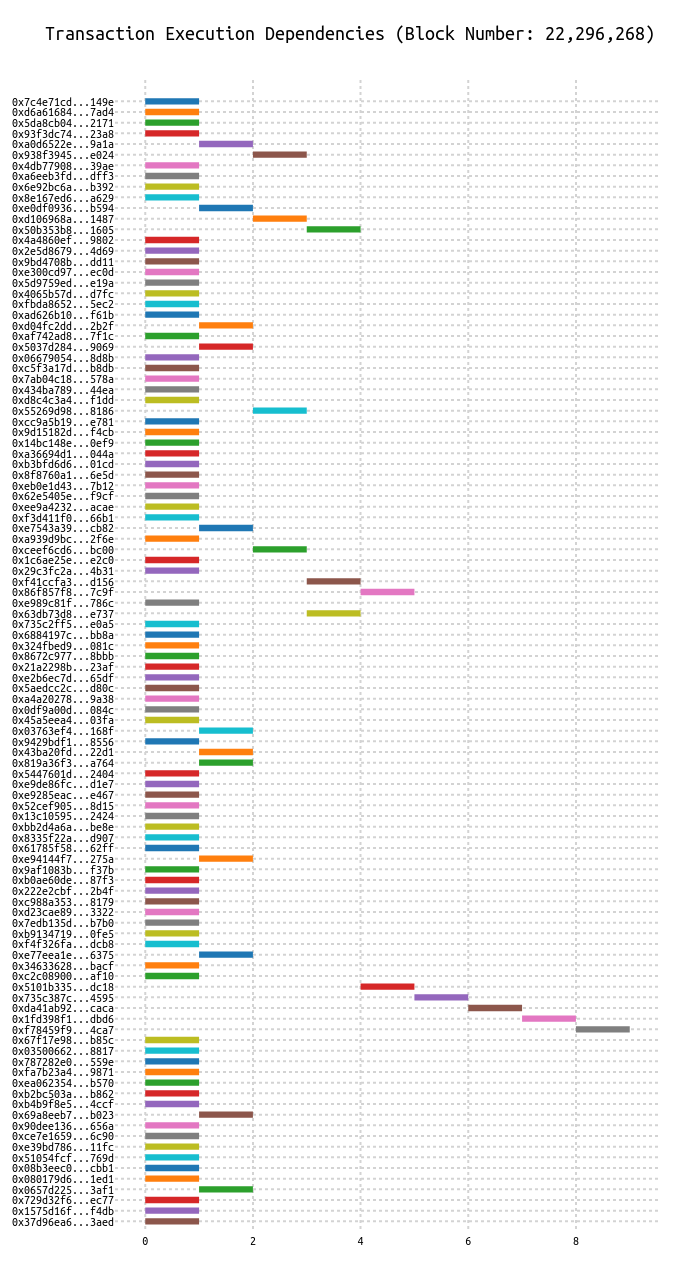 Transaction Execution Dependencies (Block Number: 22,296,268)
0x7c4e71cd...149e
0xd6a61684...7ad4
0x5da8cb04...2171
0x93f3dc74...23a8
0xa0d6522e...9a1a
0x938f3945...e024
0x4db77908...39ae
0xa6eeb3fd...dff3
0x6e92bc6a...b392
0x8e167ed6...a629
0xe0df0936...b594
0xd106968a...1487
0x50b353b8...1605
0x4a4860ef...9802
0x2e5d8679...4d69
0x9bd4708b...dd11
0xe300cd97...ec0d
0x5d9759ed...e19a
0x4065b57d...d7fc
0xfbda8652...5ec2
0xad626b10...f61b
0xd04fc2dd...2b2f
0xaf742ad8...7f1c
0x5037d284...9069
0x06679054...8d8b
0xc5f3a17d...b8db
0x7ab04c18...578a
0x434ba789...44ea
0xd8c4c3a4...f1dd
0x55269d98...8186
0xcc9a5b19...e781
0x9d15182d...f4cb
0x14bc148e...0ef9
0xa36694d1...044a
0xb3bfd6d6...01cd
0x8f8760a1...6e5d
0xeb0e1d43...7b12
0x62e5405e...f9cf
0xee9a4232...acae
0xf3d411f0...66b1
0xe7543a39...cb82
0xa939d9bc...2f6e
0xceef6cd6...bc00
0x1c6ae25e...e2c0
0x29c3fc2a...4b31
0xf41ccfa3...d156
0x86f857f8...7c9f
0xe989c81f...786c
0x63db73d8...e737
0x735c2ff5...e0a5
0x6884197c...bb8a
0x324fbed9...081c
0x8672c977...8bbb
0x21a2298b...23af
0xe2b6ec7d...65df
0x5aedcc2c...d80c
0xa4a20278...9a38
0x0df9a00d...084c
0x45a5eea4...03fa
0x03763ef4...168f
0x9429bdf1...8556
0x43ba20fd...22d1
0x819a36f3...a764
0x5447601d...2404
0xe9de86fc...d1e7
0xe9285eac...e467
0x52cef905...8d15
0x13c10595...2424
0xbb2d4a6a...be8e
0x8335f22a...d907
0x61785f58...62ff
0xe94144f7...275a
0x9af1083b...f37b
0xb0ae60de...87f3
0x222e2cbf...2b4f
0xc988a353...8179
0xd23cae89...3322
0x7edb135d...b7b0
0xb9134719...0fe5
0xf4f326fa...dcb8
0xe77eea1e...6375
0x34633628...bacf
0xc2c08900...af10
0x5101b335...dc18
0x735c387c...4595
0xda41ab92...caca
0x1fd398f1...dbd6
0xf78459f9...4ca7
0x67f17e98...b85c
0x03500662...8817
0x787282e0...559e
0xfa7b23a4...9871
0xea062354...b570
0xb2bc503a...b862
0xb4b9f8e5...4ccf
0x69a8eeb7...b023
0x90dee136...656a
0xce7e1659...6c90
0xe39bd786...11fc
0x51054fcf...769d
0x08b3eec0...cbb1
0x080179d6...1ed1
0x0657d225...3af1
0x729d32f6...ec77
0x1575d16f...f4db
0x37d96ea6...3aed
0 2 4 6 8